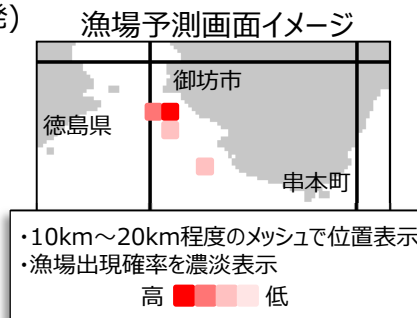 発)
漁場予測画面イメージ
御坊市
徳島県
串本町
・10km～20km程度のメッシュで位置表示
・漁場出現確率を濃淡表示
高 低